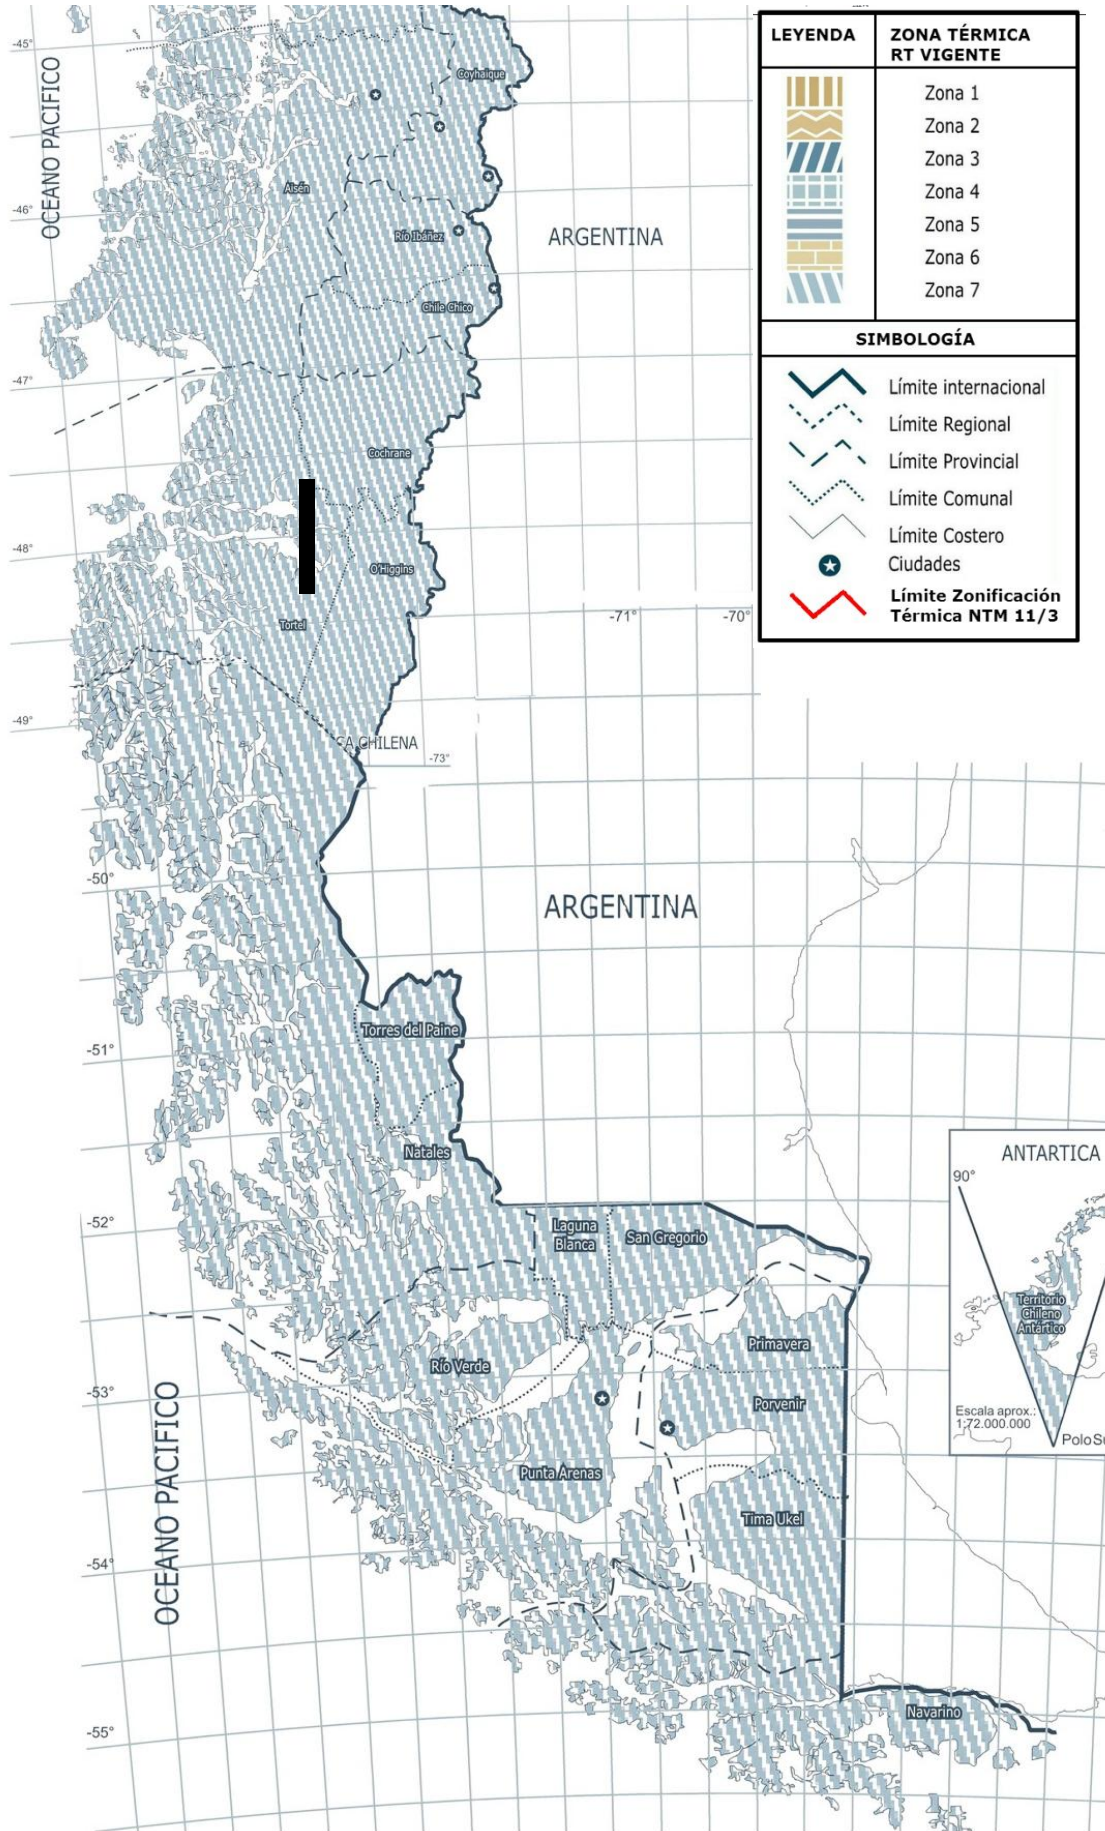 LEYENDA
ZONA TÉRMICA
RT VIGENTE
Zona 1
Zona 2
Zona 3
Zona 4
Zona 5
Zona 6
Zona 7
SIMBOLOGÍA
Límite internacional
Límite Regional
Límite Provincial
Límite Comunal
Límite Costero
Ciudades
Límite Zonificación
Térmica NTM 11/3
-45°
OCEANO PACIFICO
Coyhaique
Aisén
-46°
Río Ibáñez
ARGENTINA
Chile Chico
-47°
Cochrane
-48°
O'Higgins
Tortel
-71°
-70°
-49°
CA CHILENA
-73°
-50°
ARGENTINA
Torres del Paine
-51°
Natales
ANTARTICA
90°
-52°
Laguna
Blanca
San Gregorio
Territorio
Chileno
Antártico
Primavera
Río Verde
-53°
Porvenir
Escala aprox.:
1:72.000.000
Polo Su
OCEANO PACIFICO
Punta Arenas
Tima Ukel
-54°
Navarino
-55°